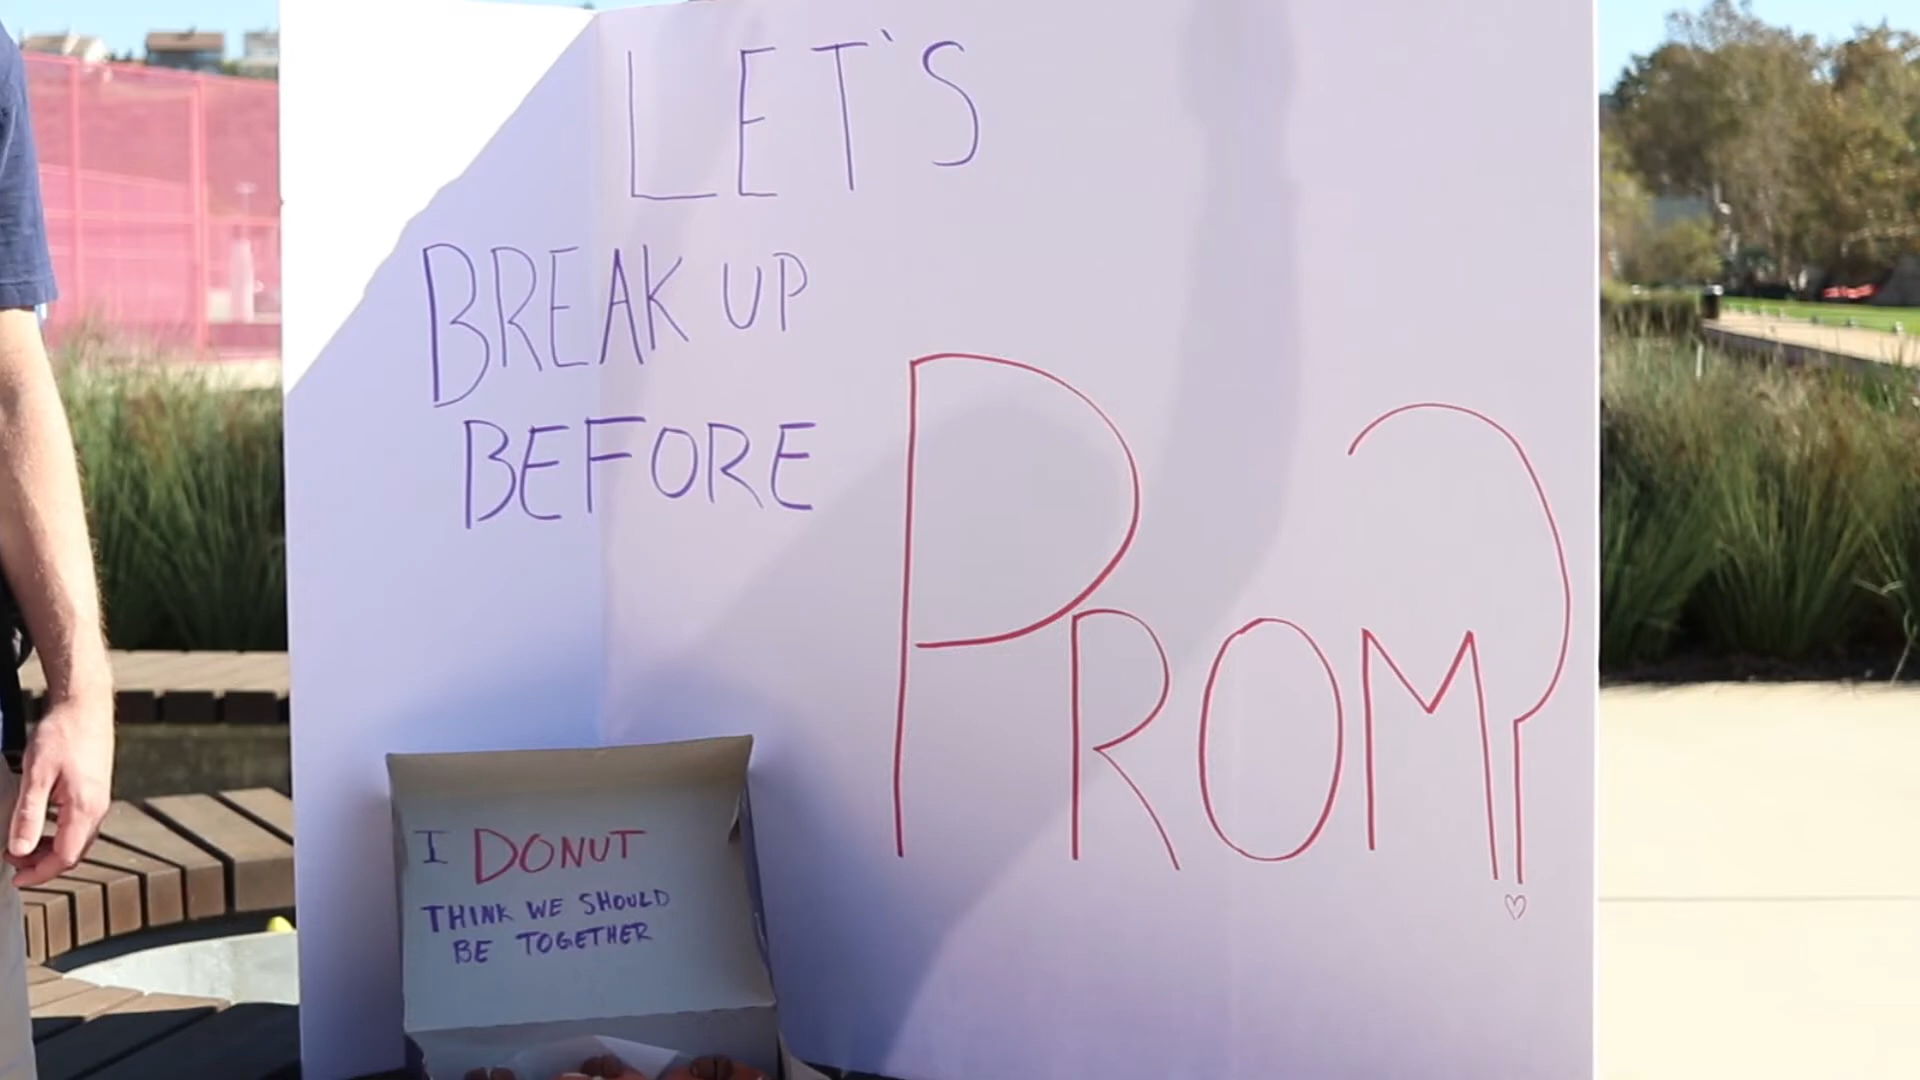 LET'S
BREAK UP
BEFORE
PROM?
I DONUT
THINK WE SHOULD
BE TOGETHER